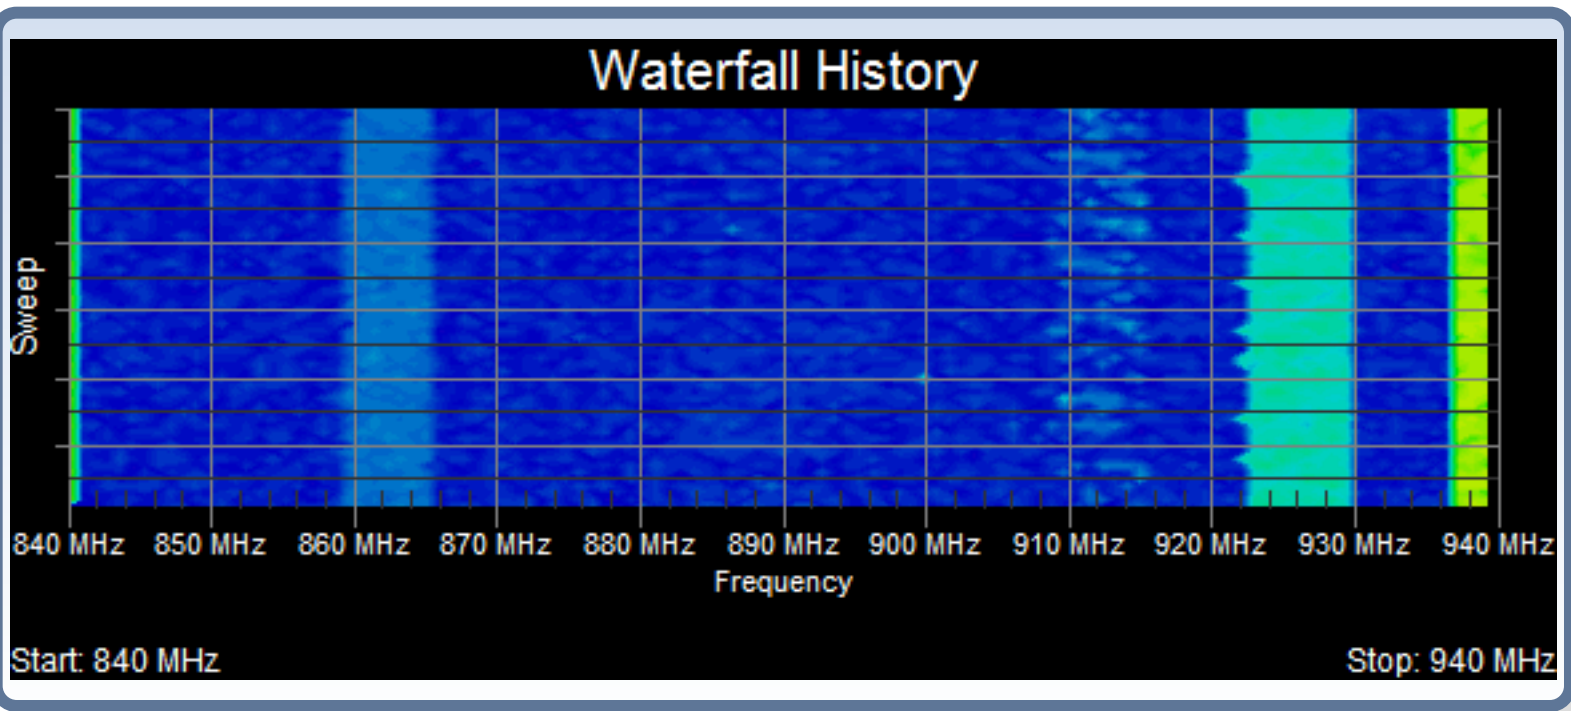 Waterfall History
Sweep
840 MHz 850 MHz 860 MHz 870 MHz 880 MHz 890 MHz 900 MHz 910 MHz 920 MHz 930 MHz 940 MHz
Frequency
Start: 840 MHz Stop: 940 MHz